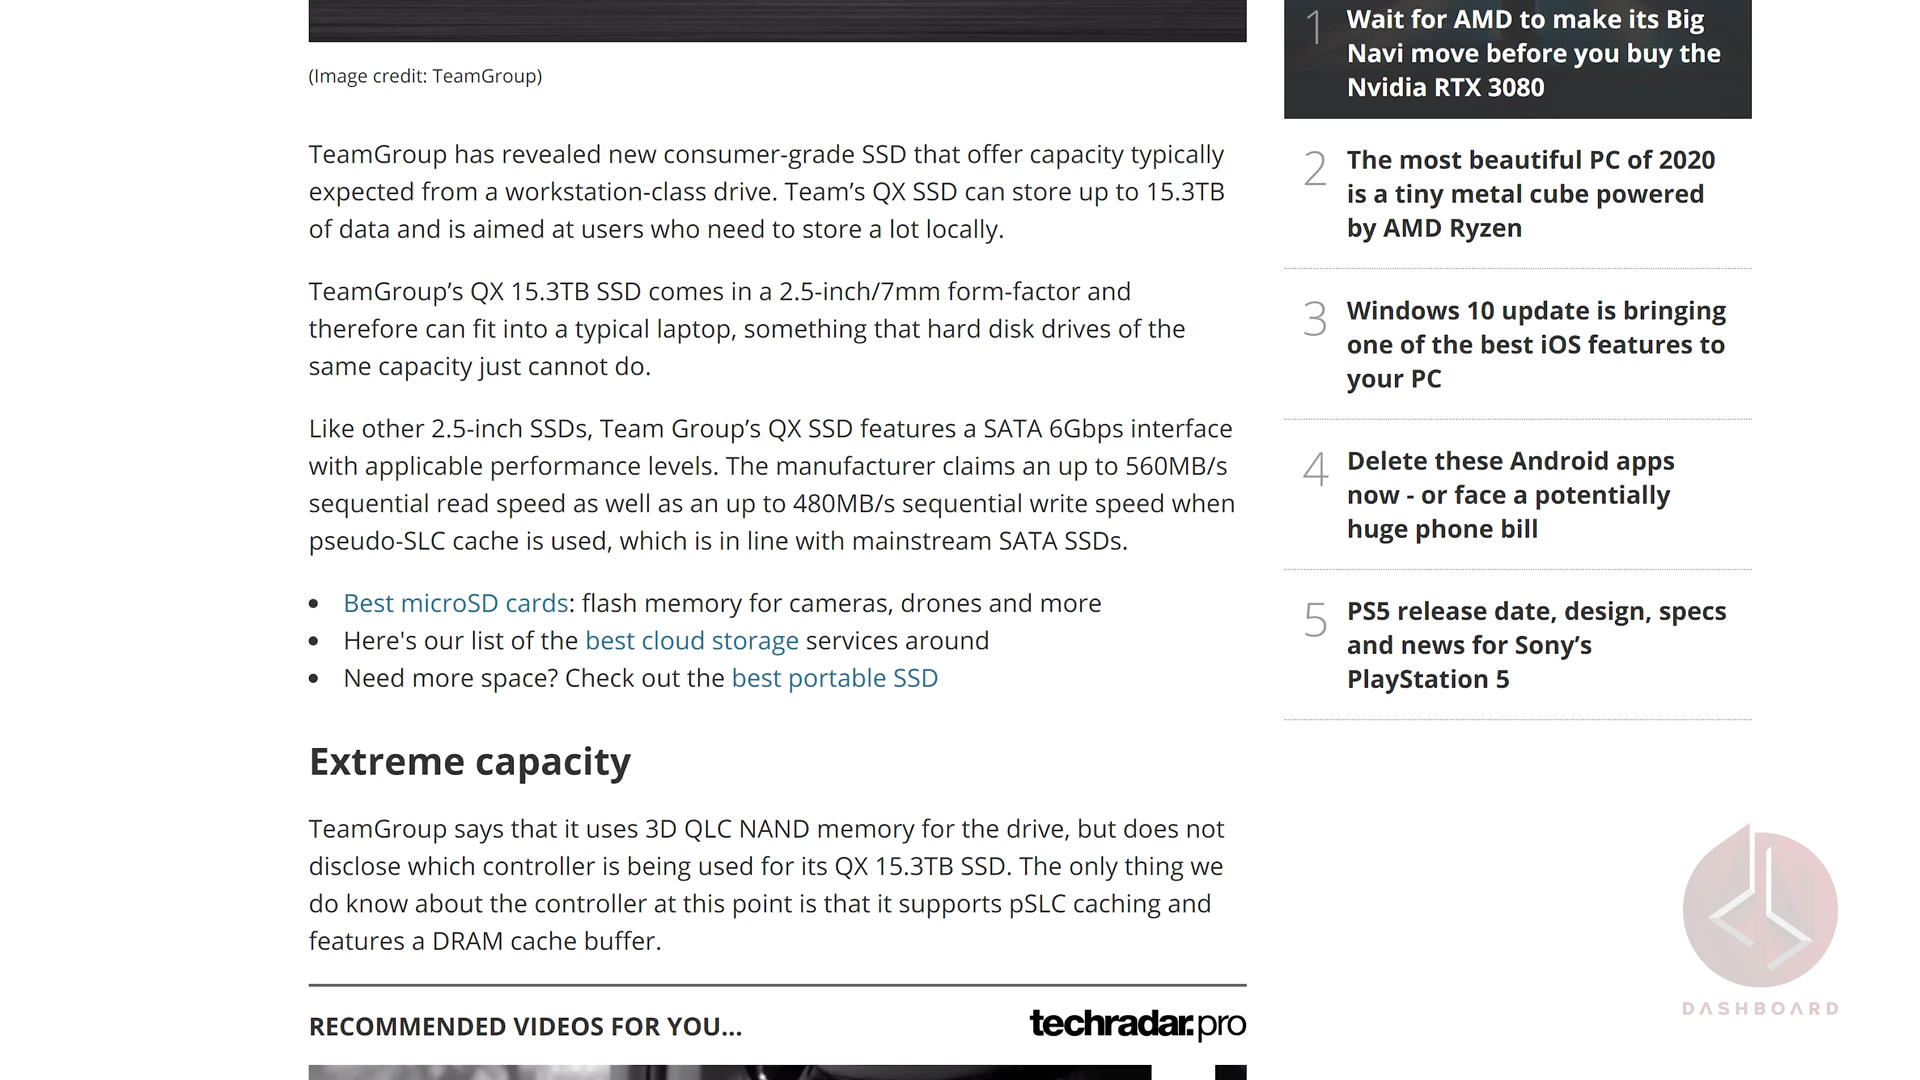 (Image credit: TeamGroup)
TeamGroup has revealed new consumer-grade SSD that offer capacity typically
expected from a workstation-class drive. Team’s QX SSD can store up to 15.3TB
of data and is aimed at users who need to store a lot locally.
TeamGroup’s QX 15.3TB SSD comes in a 2.5-inch/7mm form-factor and
therefore can fit into a typical laptop, something that hard disk drives of the
same capacity just cannot do.
Like other 2.5-inch SSDs, Team Group’s QX SSD features a SATA 6Gbps interface
with applicable performance levels. The manufacturer claims an up to 560MB/s
sequential read speed as well as an up to 480MB/s sequential write speed when
pseudo-SLC cache is used, which is in line with mainstream SATA SSDs.
• Best microSD cards: flash memory for cameras, drones and more
• Here's our list of the best cloud storage services around
• Need more space? Check out the best portable SSD
Extreme capacity
TeamGroup says that it uses 3D QLC NAND memory for the drive, but does not
disclose which controller is being used for its QX 15.3TB SSD. The only thing we
do know about the controller at this point is that it supports pSLC caching and
features a DRAM cache buffer.
RECOMMENDED VIDEOS FOR YOU...
techradar.pro
1 Wait for AMD to make its Big
Navi move before you buy the
Nvidia RTX 3080
2 The most beautiful PC of 2020
is a tiny metal cube powered
by AMD Ryzen
3 Windows 10 update is bringing
one of the best iOS features to
your PC
4 Delete these Android apps
now - or face a potentially
huge phone bill
5 PS5 release date, design, specs
and news for Sony’s
PlayStation 5
DASHBOARD